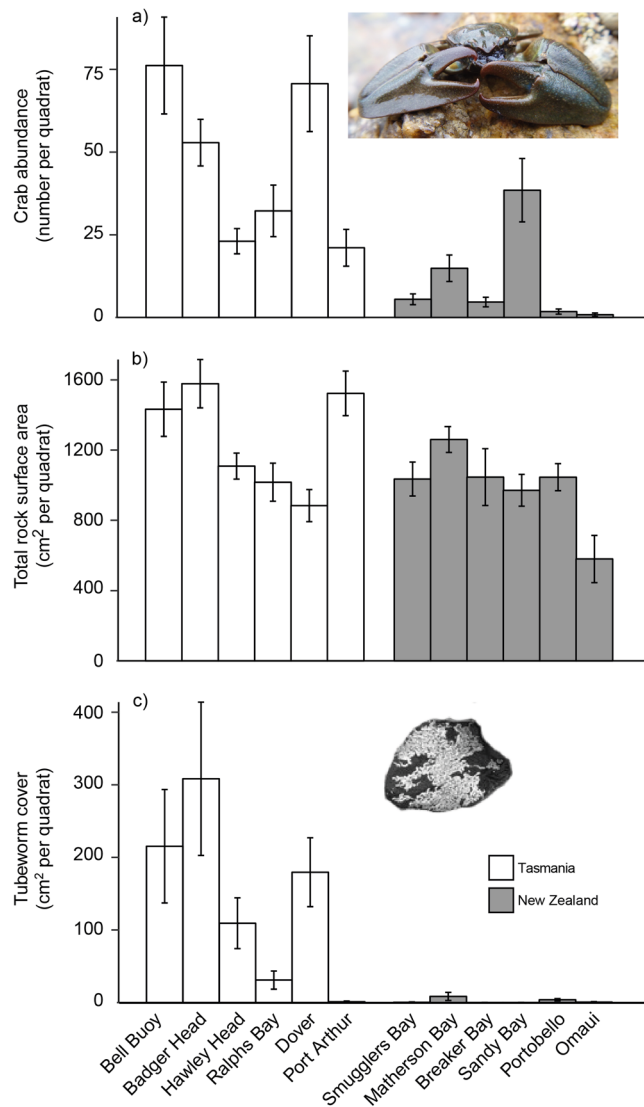 a)
Crab abundance
(number per quadrat)
75
50
25
0
b)
Total rock surface area
(cm² per quadrat)
1600
1200
800
400
0
c)
Tubeworm cover
(cm² per quadrat)
400
300
200
100
0
Tasmania
New Zealand
Bell Buoy
Badger Head
Hawley Head
Ralphs Bay
Dover
Port Arthur
Smugglers Bay
Matherson Bay
Breaker Bay
Sandy Bay
Portobello
Omaui